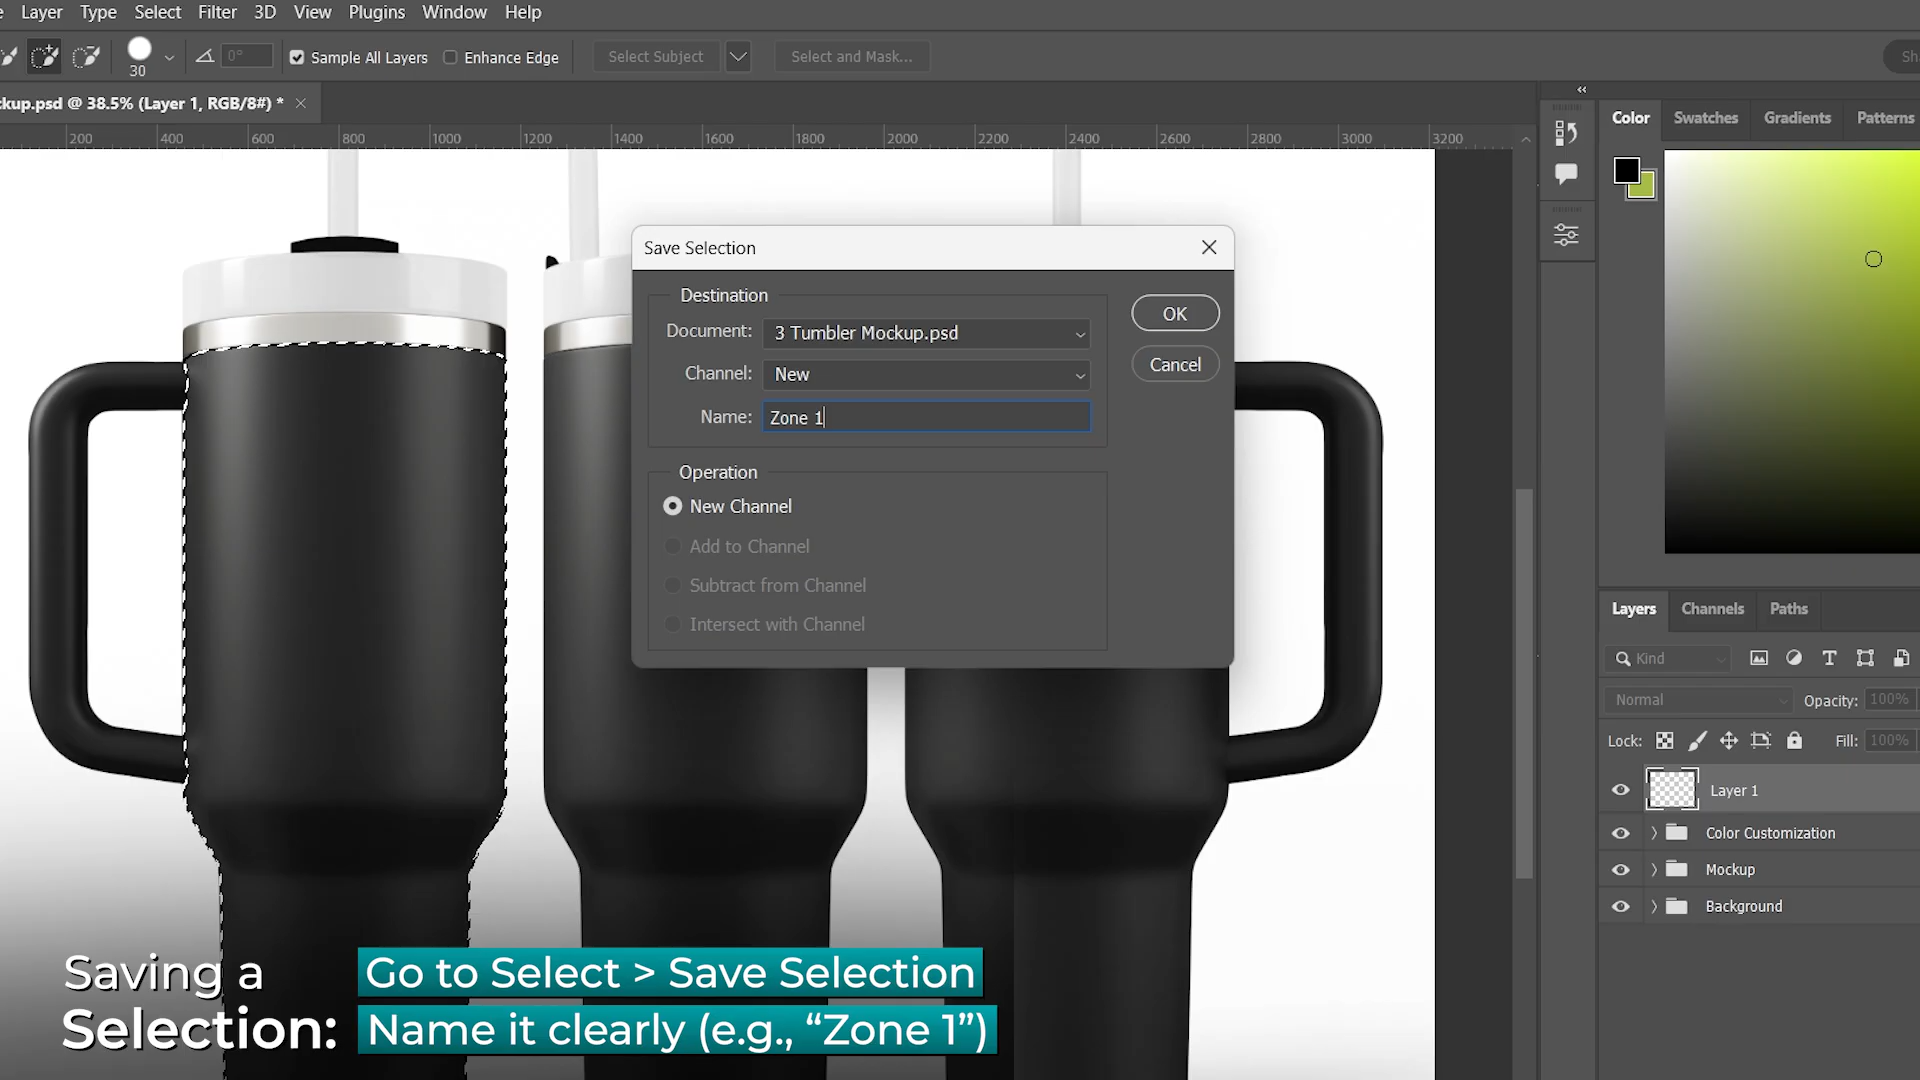 Layer Type Select Filter 3D View Plugins Window Help
30 0° Sample All Layers Enhance Edge Select Subject Select and Mask...
ckup.psd @ 38.5% (Layer 1, RGB/8#) *
200 400 600 800 1000 1200 1400 1600 1800 2000 2200 2400 2600 2800 3000 3200
Color Swatches Gradients Patterns
Save Selection
Destination
Document: 3 Tumbler Mockup.psd
Channel: New
Name: Zone 1
OK
Cancel
Operation
New Channel
Add to Channel
Subtract from Channel
Intersect with Channel
Layers Channels Paths
Kind
Normal Opacity: 100%
Lock: Fill: 100%
Layer 1
Color Customization
Mockup
Background
Saving a
Selection:
Go to Select > Save Selection
Name it clearly (e.g., “Zone 1”)